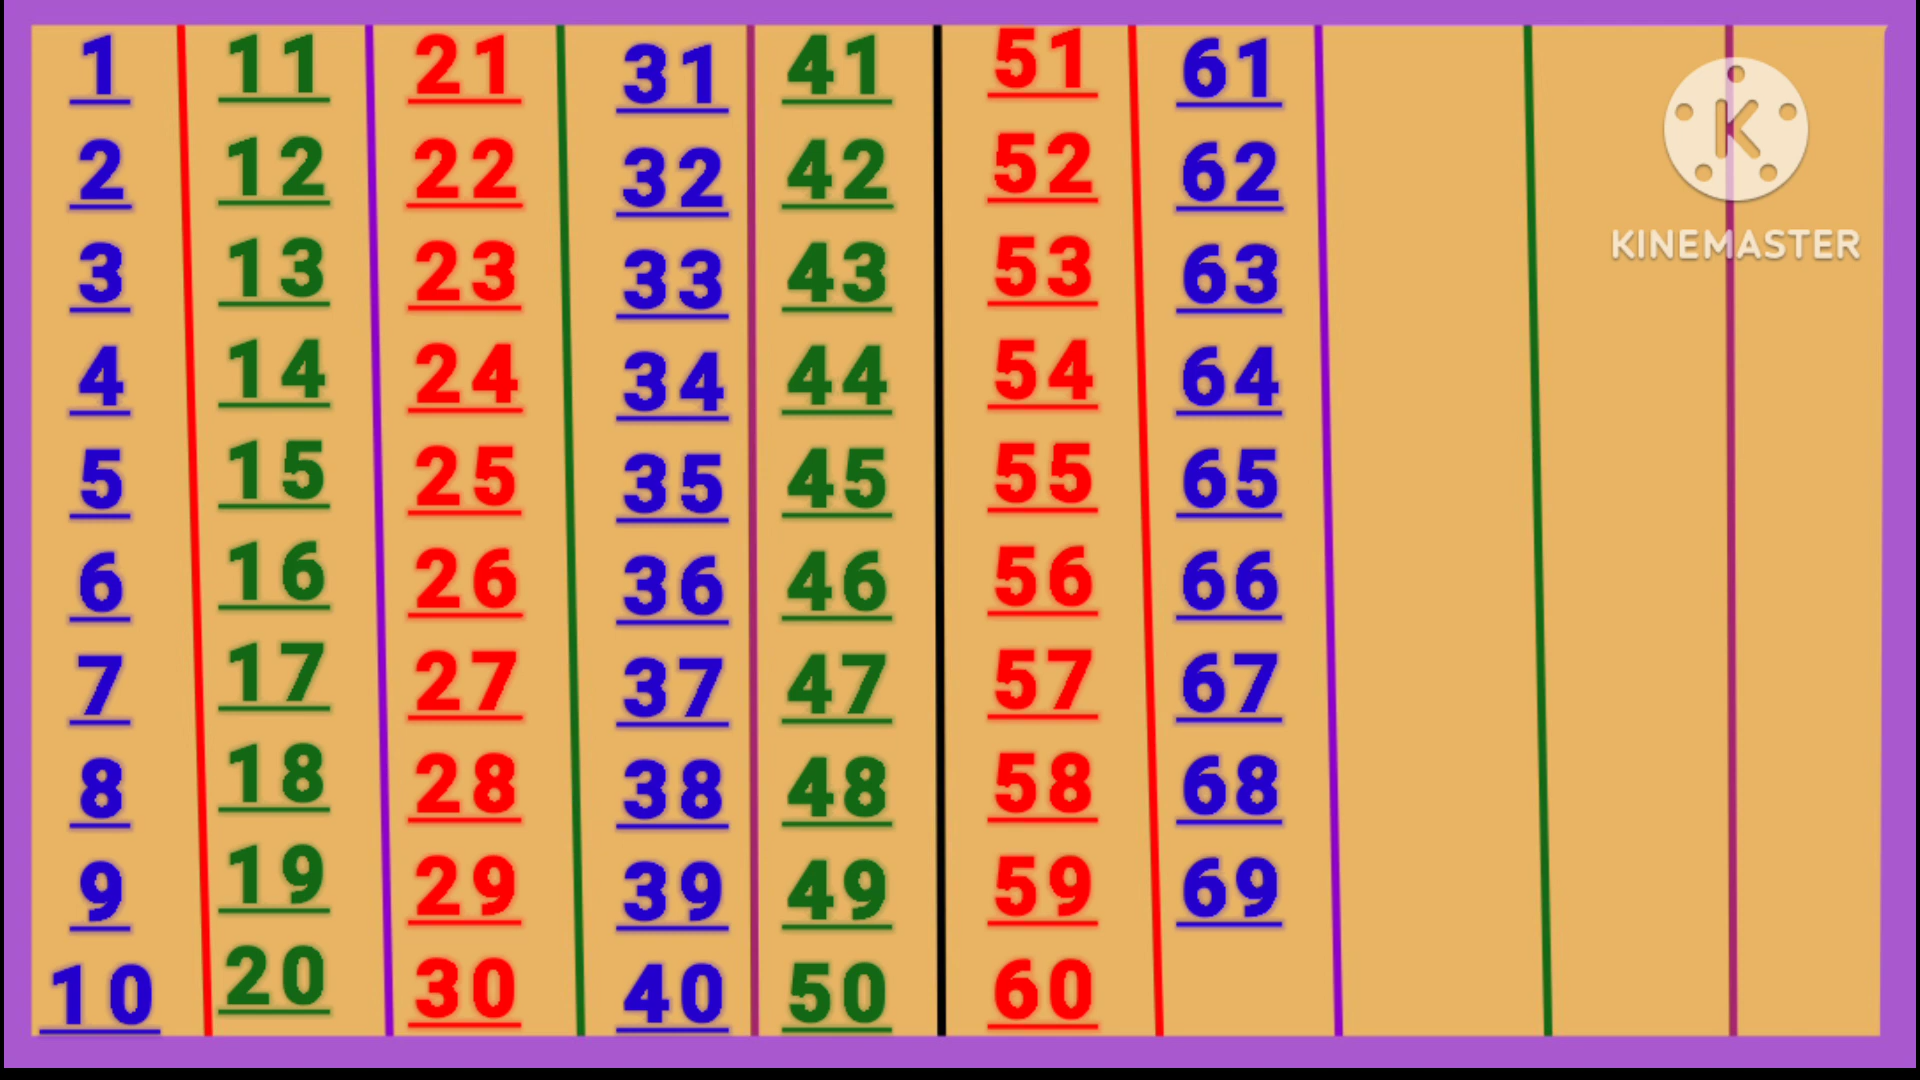 1 11 21 31 41 51 61
2 12 22 32 42 52 62
3 13 23 33 43 53 63
4 14 24 34 44 54 64
5 15 25 35 45 55 65
6 16 26 36 46 56 66
7 17 27 37 47 57 67
8 18 28 38 48 58 68
9 19 29 39 49 59 69
10 20 30 40 50 60
K
KINEMASTER